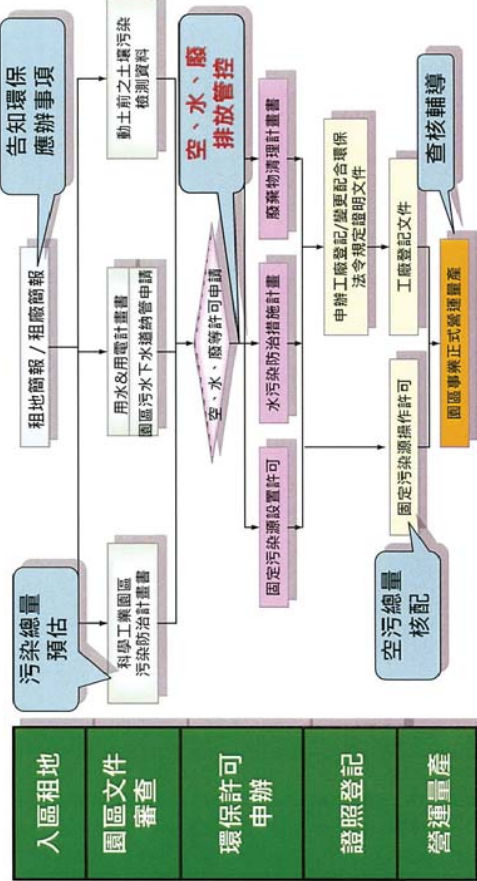 入區租地
園區文件
審查
環保許可
申辦
證照登記
營運量產
污染總量
預估
租地簡報 / 租廠簡報
告知環保
應辦事項
科學工業園區
污染防治計畫書
用水&用電計畫書
園區污水下水道納管申請
動土前之土壤污染
檢測資料
空、水、廢等許可申請
空、水、廢
排放管控
固定污染源設置許可
水污染防治措施計畫
廢棄物清理計畫書
申辦工廠登記/變更配合環保
法令規定證明文件
空污總量
核配
固定污染源操作許可
工廠登記文件
園區事業正式營運量產
查核輔導